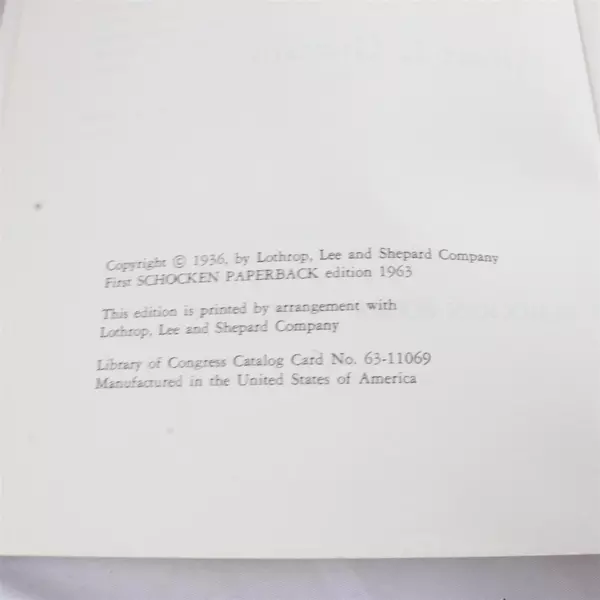 Copyright © 1936, by Lothrop, Lee and Shepard Company
First SCHOCKEN PAPERBACK edition 1963
This edition is printed by arrangement with
Lothrop, Lee and Shepard Company
Library of Congress Catalog Card No. 63-11069
Manufactured in the United States of America